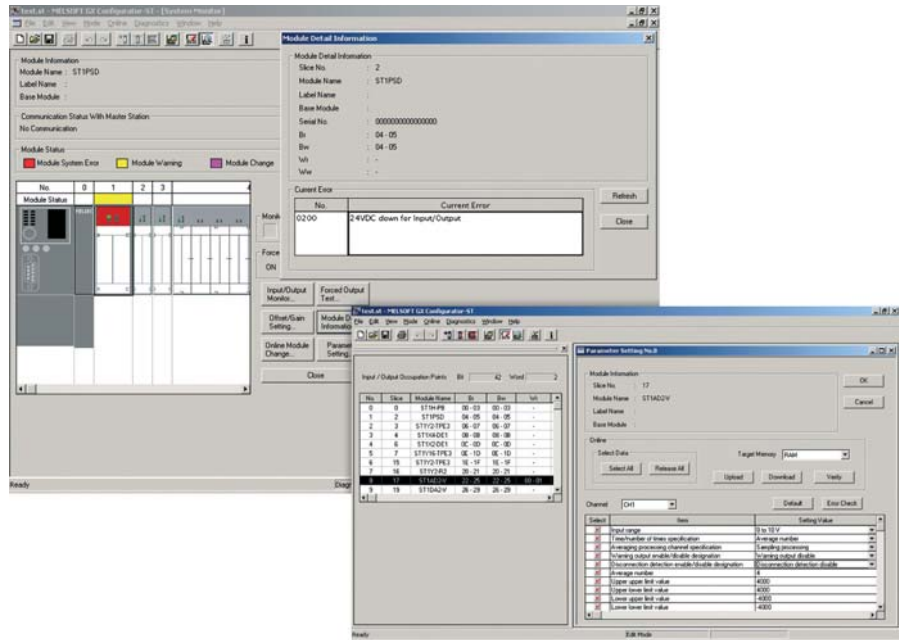 test.st - MELSOFT GX Configurator-ST - [System Monitor]
File Edit View Mode Online Diagnostics Window Help
Module Information
Module Name : ST1PSD
Label Name :
Base Module :
Communication Status With Master Station
No Communication
Module Status
Module System Error
Module Warning
Module Change
No. 0 1 2 3 4
Module Status
Input/Output Monitor...
Forced Output Test...
Offset/Gain Setting...
Online Module Change...
Close
ON
Ready
Module Detail Information
Module Detail Information
Slice No. : 2
Module Name : ST1PSD
Label Name :
Base Module :
Serial No. : 0000000000000000
Br : 04 - 05
Bw : 04 - 05
Wr : -
Ww : -
Current Error
No. Current Error
0200 24VDC down for Input/Output
Refresh
Close
test.st - MELSOFT GX Configurator-ST
File Edit View Mode Online Diagnostics Window Help
Input / Output Occupation Points Bit 42 Word 2
No. Slice Module Name Br Bw Wr
0 0 ST1H-PB 00 - 03 00 - 03 -
1 2 ST1PSD 04 - 05 04 - 05 -
2 3 ST1Y2-TPE3 06 - 07 06 - 07 -
3 4 ST1X4-DE1 08 - 0B 08 - 0B -
4 6 ST1X2-DE1 0C - 0D 0C - 0D -
5 7 ST1Y16-TPE3 0E - 1D 0E - 1D -
6 15 ST1Y2-TPE3 1E - 1F 1E - 1F -
7 16 ST1Y2-R2 20 - 21 20 - 21 -
8 17 ST1AD2-V 22 - 25 22 - 25 00 - 01
9 19 ST1DA2-V 26 - 29 26 - 29 -
Ready
Edit Mode
Parameter Setting No.8
Module Information
Slice No. : 17
Module Name : ST1AD2-V
Label Name :
Base Module :
OK
Cancel
Online
Select Data
Select All
Release All
Target Memory RAM
Upload
Download
Verify
Channel : CH1
Default
Error Check
Select Item Setting Value
Input range 0 to 10 V
Time/number of times specification Average number
Averaging processing channel specification Sampling processing
Warning output enable/disable designation Warning output disable
Disconnection detection enable/disable designation Disconnection detection disable
Average number 4
Upper upper limit value 4000
Upper lower limit value 4000
Lower upper limit value -4000
Lower lower limit value -4000